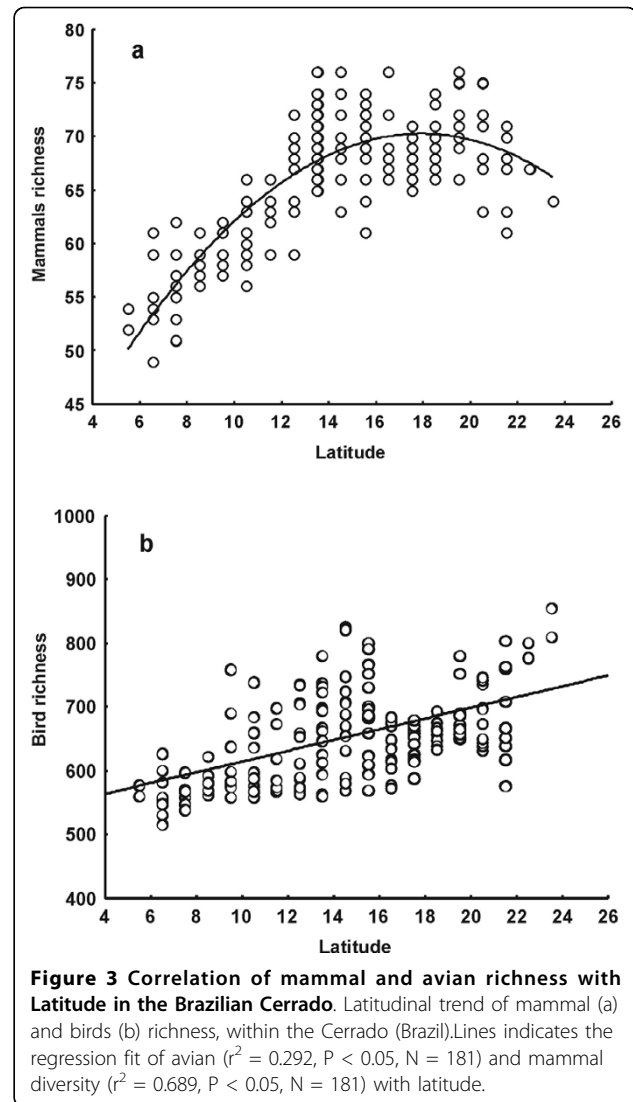 80
a
75
70
65
60
55
50
45
Mammals richness
4 6 8 10 12 14 16 18 20 22 24 26
Latitude
1000
b
900
800
700
600
500
400
Bird richness
4 6 8 10 12 14 16 18 20 22 24 26
Latitude
Figure 3 Correlation of mammal and avian richness with
Latitude in the Brazilian Cerrado. Latitudinal trend of mammal (a)
and birds (b) richness, within the Cerrado (Brazil).Lines indicates the
regression fit of avian (r² = 0.292, P < 0.05, N = 181) and mammal
diversity (r² = 0.689, P < 0.05, N = 181) with latitude.